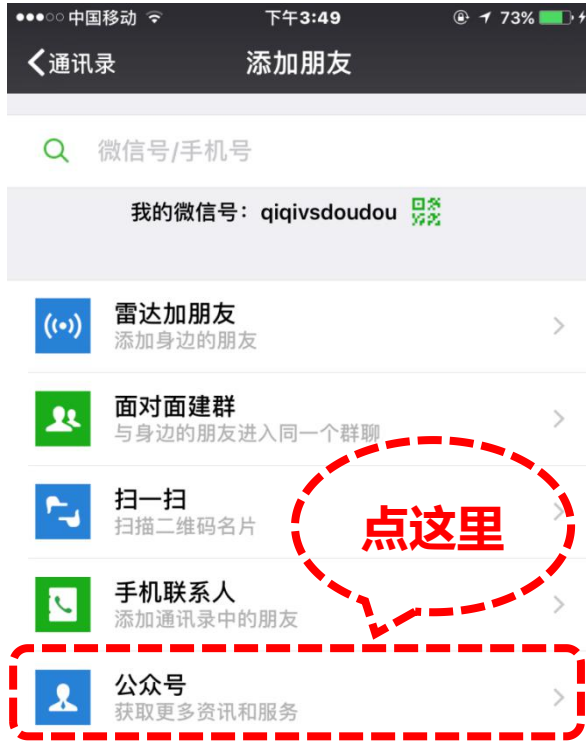 中国移动 下午3:49 73%
通讯录 添加朋友
微信号/手机号
我的微信号：qiqivsdoudou
雷达加朋友
添加身边的朋友
面对面建群
与身边的朋友进入同一个群聊
扫一扫
扫描二维码名片
点这里
手机联系人
添加通讯录中的朋友
公众号
获取更多资讯和服务